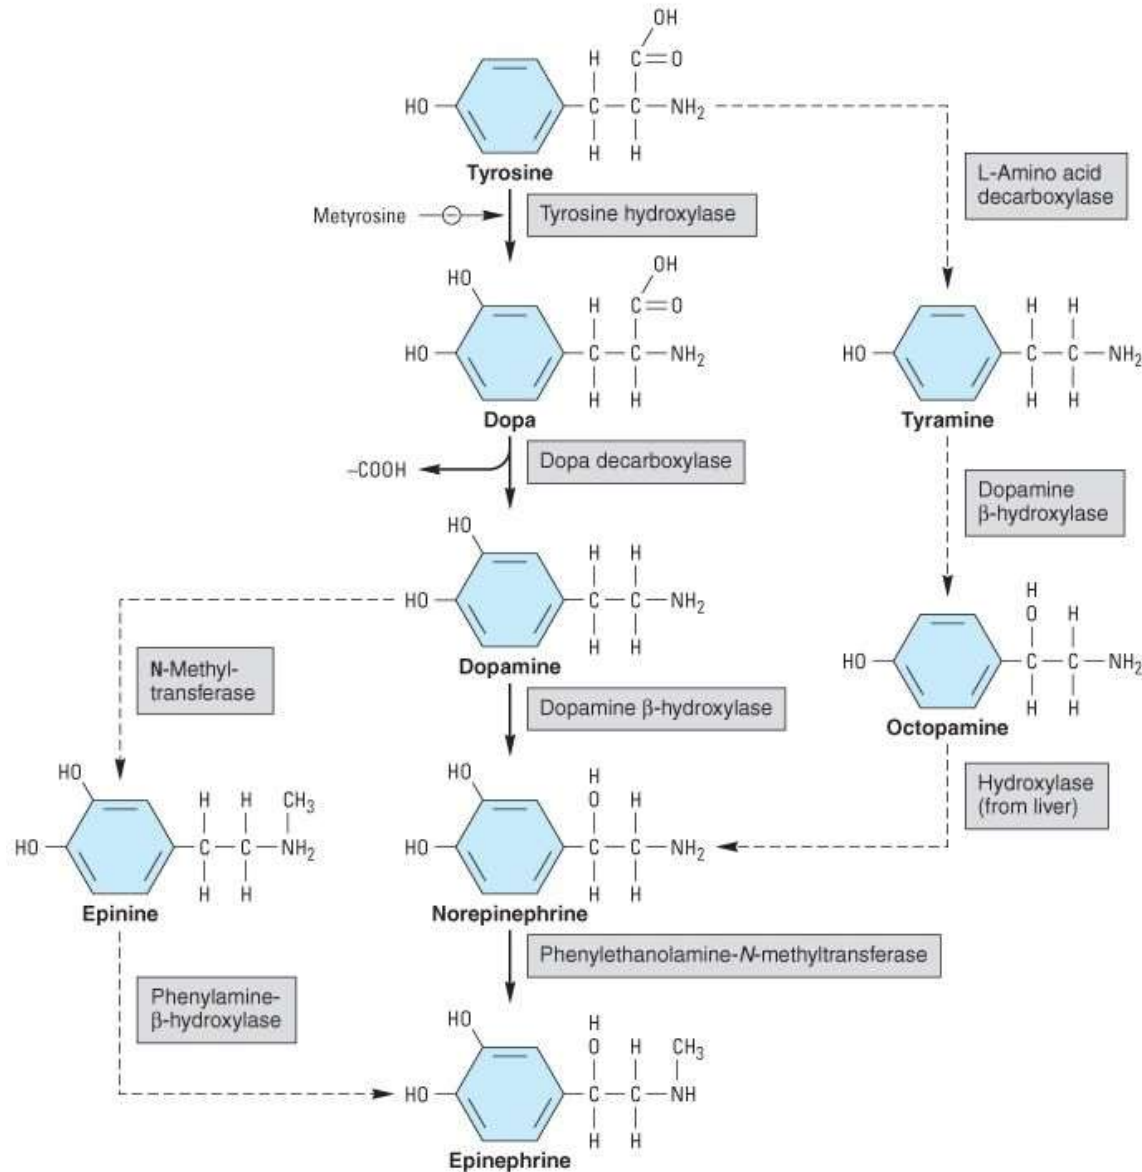 OH
H
C=O
HO
C
C
NH2
H
H
Tyrosine
L-Amino acid
decarboxylase
Metyrosine
−
Tyrosine hydroxylase
OH
HO
H
C=O
HO
C
C
NH2
H
H
Dopa
H
H
HO
C
C
NH2
H
H
Tyramine
–COOH
Dopa decarboxylase
Dopamine
β-hydroxylase
HO
H
H
HO
C
C
NH2
H
H
Dopamine
H
O
H
HO
C
C
NH2
H
H
Octopamine
N-Methyl-
transferase
Dopamine β-hydroxylase
Hydroxylase
(from liver)
HO
H
H
CH3
HO
C
C
NH2
H
H
Epinine
HO
H
O
H
HO
C
C
NH2
H
H
Norepinephrine
Phenylethanolamine-N-methyltransferase
Phenylamine-
β-hydroxylase
HO
H
O
H
CH3
HO
C
C
NH
H
H
Epinephrine